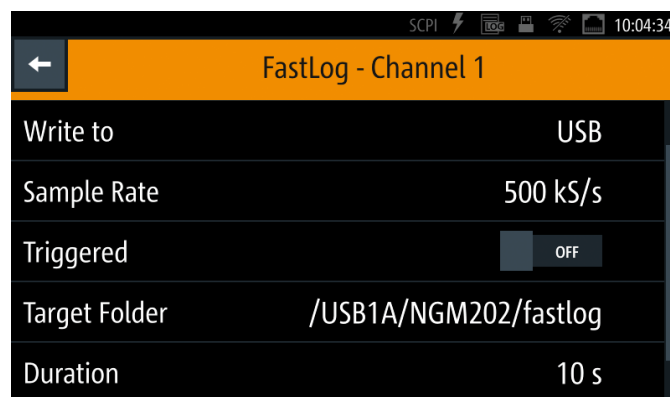 SCPI LOG 10:04:34
FastLog - Channel 1
Write to USB
Sample Rate 500 kS/s
Triggered OFF
Target Folder /USB1A/NGM202/fastlog
Duration 10 s